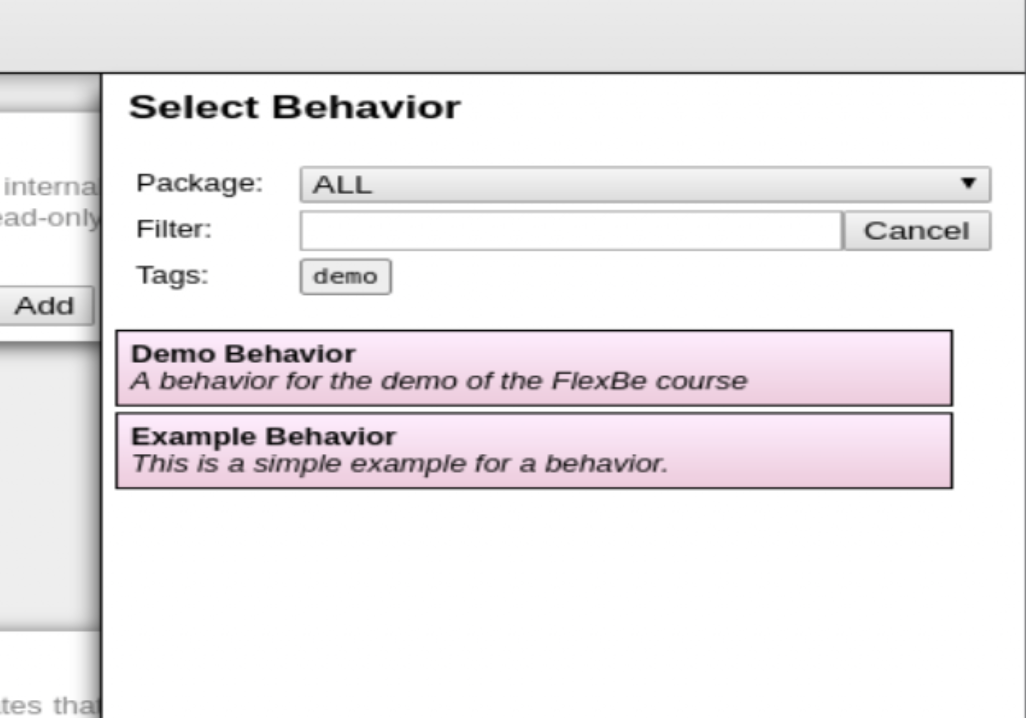 Select Behavior
Package: ALL
interna
ead-only
Filter: Cancel
Tags: demo
Add
Demo Behavior
A behavior for the demo of the FlexBe course
Example Behavior
This is a simple example for a behavior.
tes that